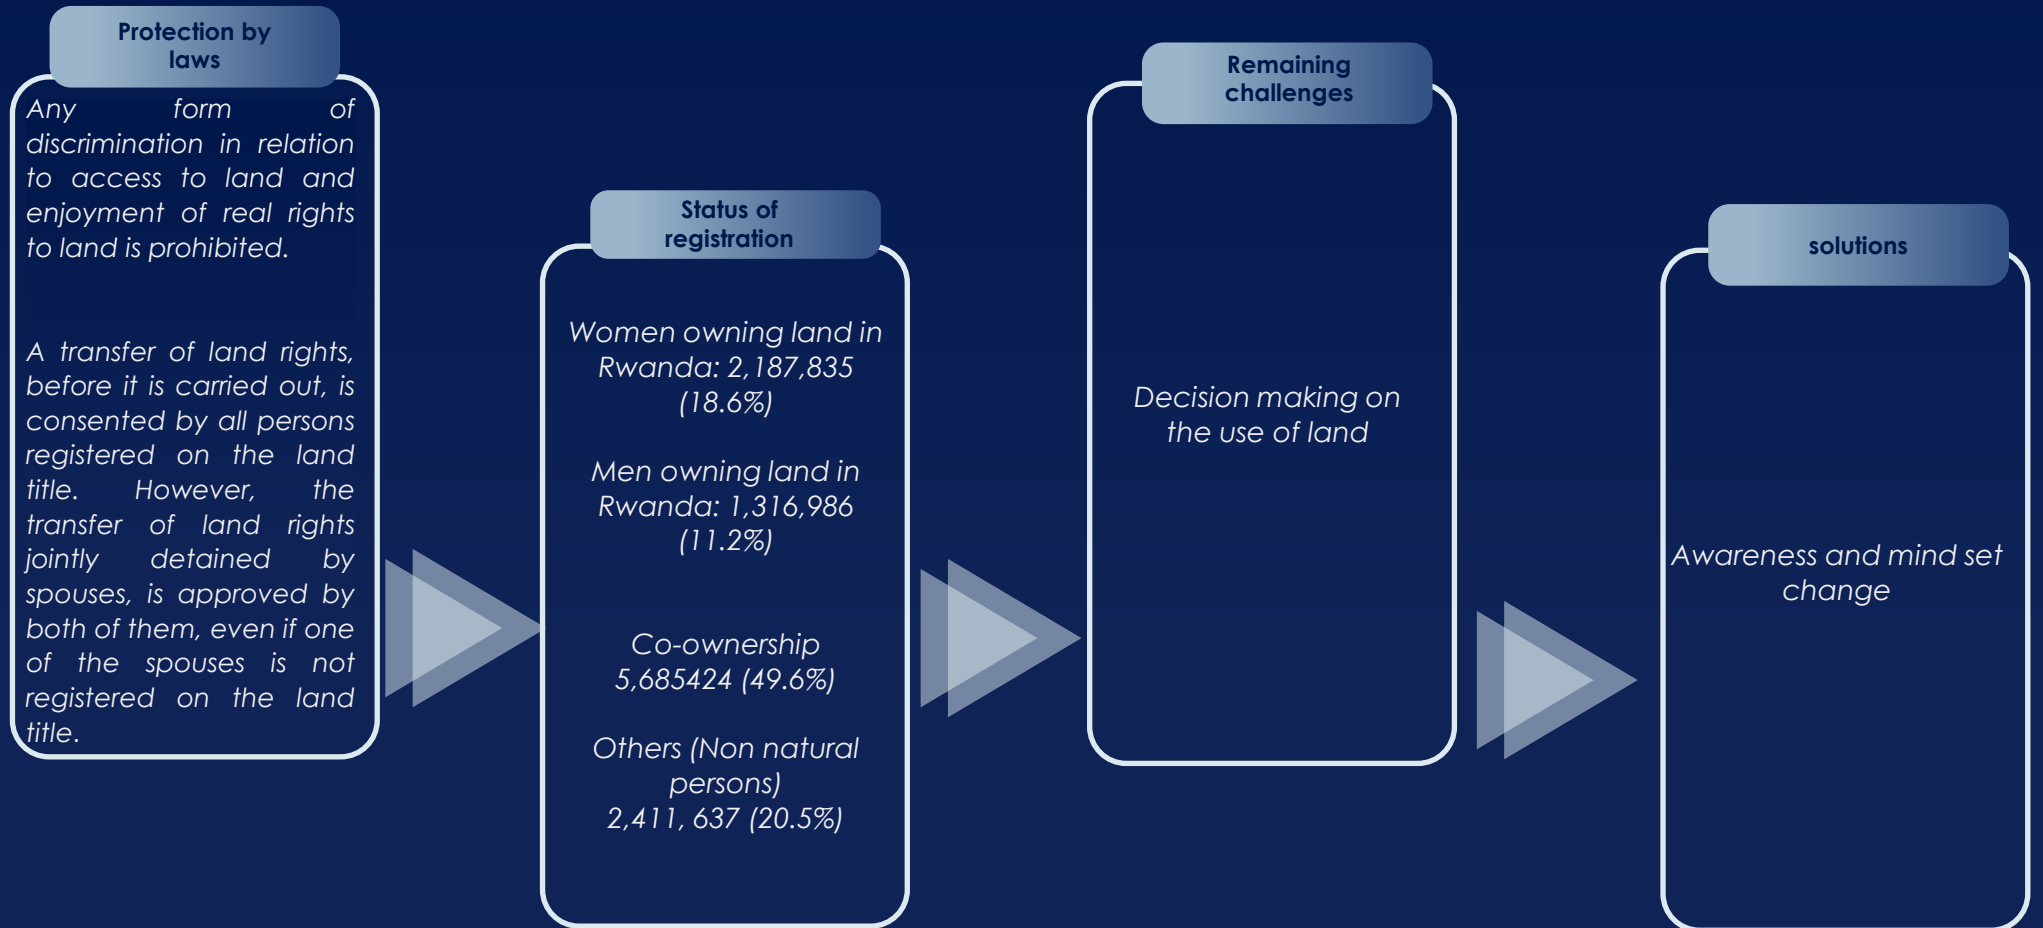 Protection by
laws
Any form of
discrimination in relation
to access to land and
enjoyment of real rights
to land is prohibited.
A transfer of land rights,
before it is carried out, is
consented by all persons
registered on the land
title. However, the
transfer of land rights
jointly detained by
spouses, is approved by
both of them, even if one
of the spouses is not
registered on the land
title.
Status of
registration
Women owning land in
Rwanda: 2,187,835
(18.6%)
Men owning land in
Rwanda: 1,316,986
(11.2%)
Co-ownership
5,685424 (49.6%)
Others (Non natural
persons)
2,411, 637 (20.5%)
Remaining
challenges
Decision making on
the use of land
solutions
Awareness and mind set
change